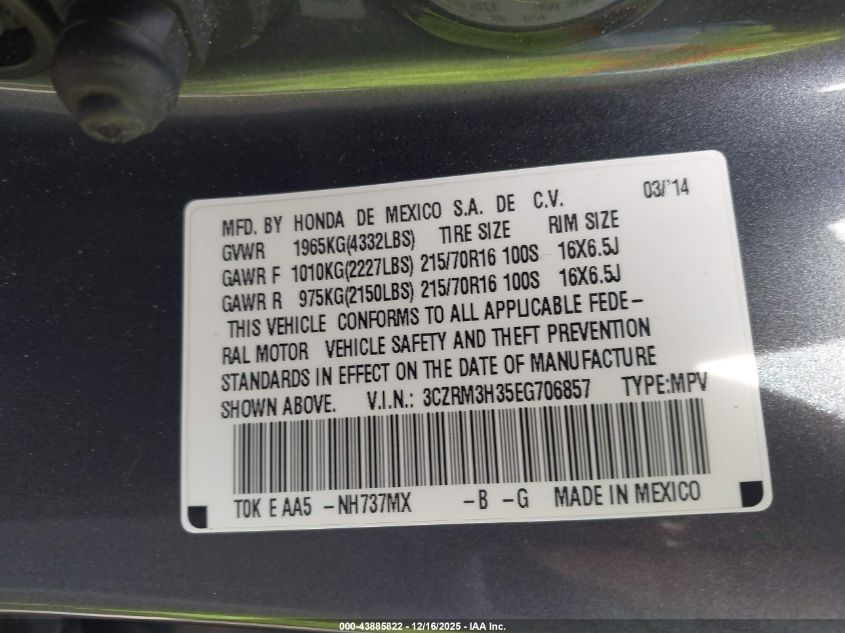 MFD. BY HONDA DE MEXICO S.A. DE C.V. 03/'14
GVWR 1965KG(4332LBS) TIRE SIZE RIM SIZE
GAWR F 1010KG(2227LBS) 215/70R16 100S 16X6.5J
GAWR R 975KG(2150LBS) 215/70R16 100S 16X6.5J
THIS VEHICLE CONFORMS TO ALL APPLICABLE FEDE-
RAL MOTOR VEHICLE SAFETY AND THEFT PREVENTION
STANDARDS IN EFFECT ON THE DATE OF MANUFACTURE
SHOWN ABOVE. V.I.N.: 3CZRM3H35EG706857 TYPE:MPV
T0K E AA5 -NH737MX -B -G MADE IN MEXICO
000-43885822 - 12/16/2025 - IAA Inc.